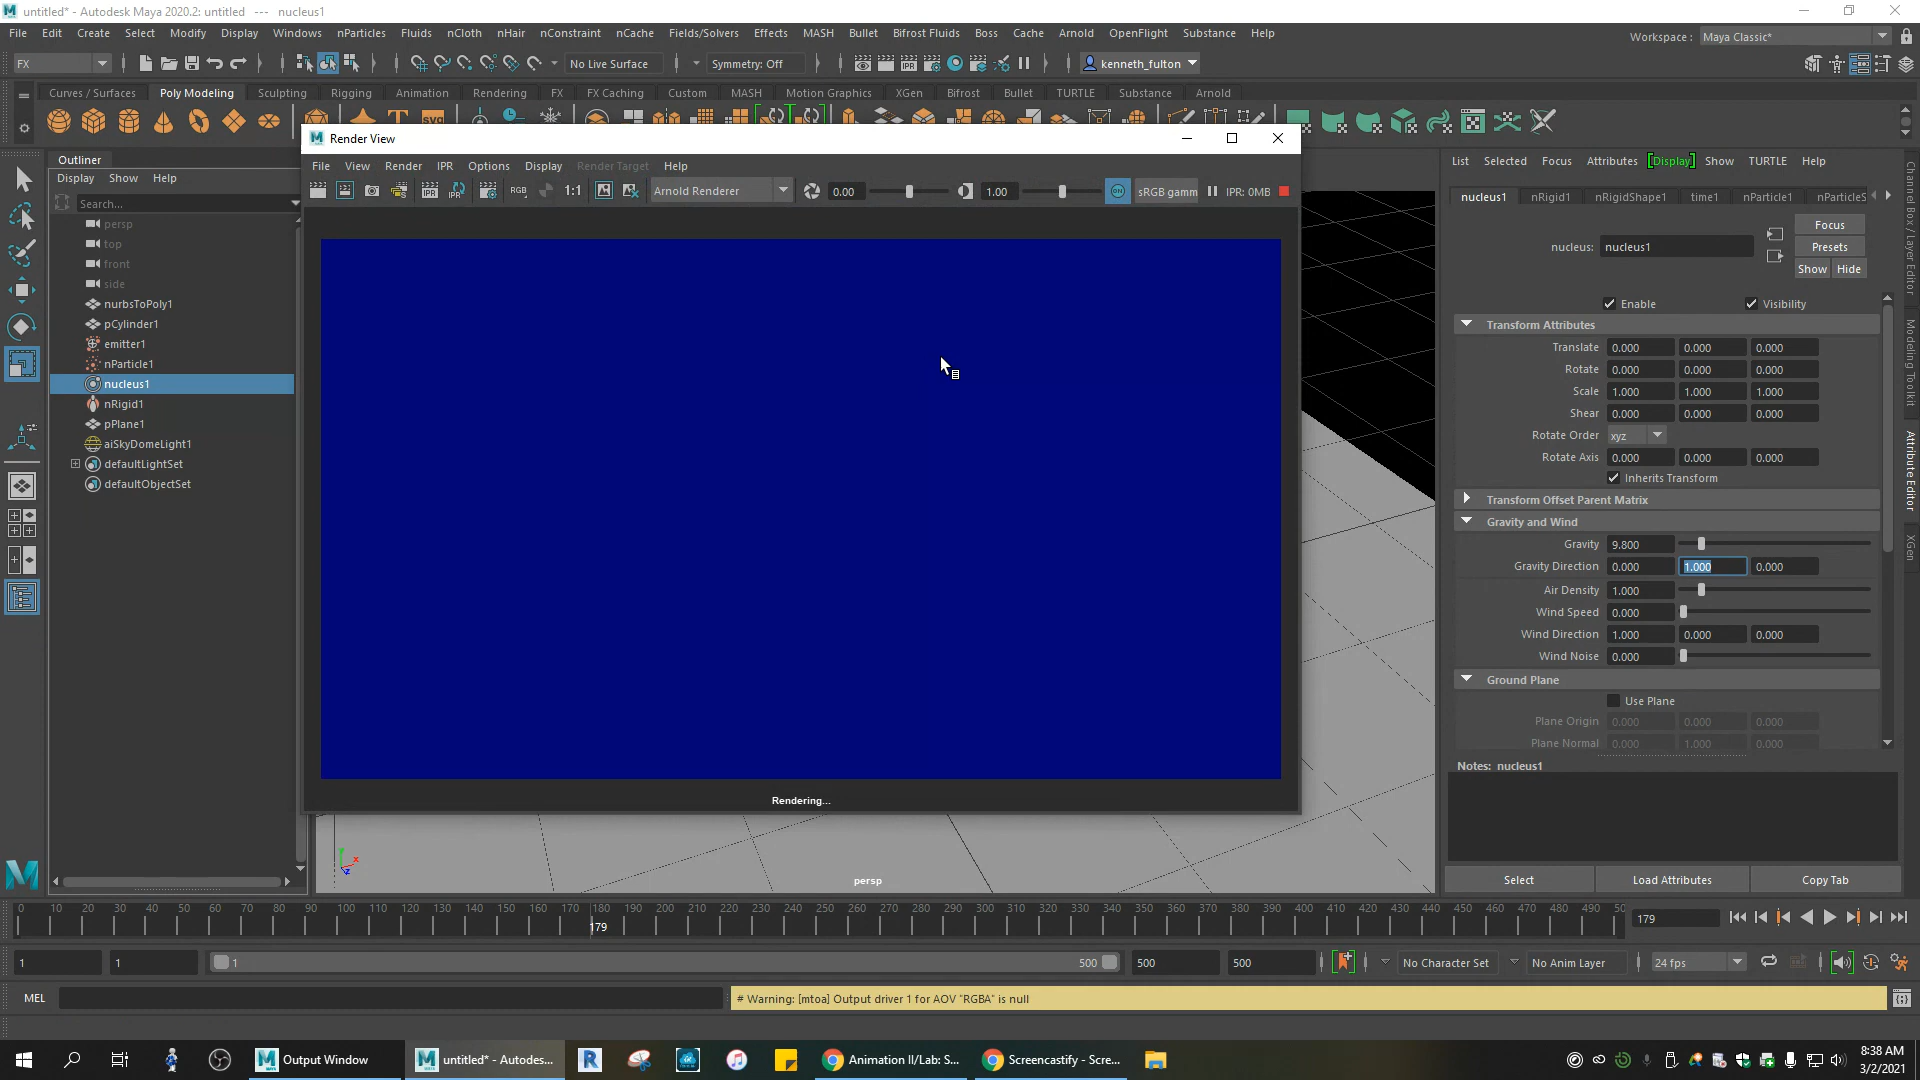 untitled* - Autodesk Maya 2020.2: untitled --- nucleus1
File Edit Create Select Modify Display Windows nParticles Fluids nCloth nHair nConstraint nCache Fields/Solvers Effects MASH Bullet Bifrost Fluids Boss Cache Arnold OpenFlight Substance Help
Workspace : Maya Classic*
FX No Live Surface Symmetry: Off kenneth_fulton
Curves / Surfaces Poly Modeling Sculpting Rigging Animation Rendering FX FX Caching Custom MASH Motion Graphics XGen Bifrost Bullet TURTLE Substance Arnold
SVG
Outliner
Display Show Help
Search...
persp
top
front
side
nurbsToPoly1
pCylinder1
emitter1
nParticle1
nucleus1
nRigid1
pPlane1
aiSkyDomeLight1
defaultLightSet
defaultObjectSet
Render View
File View Render IPR Options Display Render Target Help
IPR IPR RGB 1:1 Arnold Renderer 0.00 1.00 ON sRGB gamm IPR: 0MB
Rendering...
y x z
persp
List Selected Focus Attributes [Display] Show TURTLE Help
nucleus1 nRigid1 nRigidShape1 time1 nParticle1 nParticleS
nucleus: nucleus1
Focus
Presets
Show Hide
Enable Visibility
Transform Attributes
Translate 0.000 0.000 0.000
Rotate 0.000 0.000 0.000
Scale 1.000 1.000 1.000
Shear 0.000 0.000 0.000
Rotate Order xyz
Rotate Axis 0.000 0.000 0.000
Inherits Transform
Transform Offset Parent Matrix
Gravity and Wind
Gravity 9.800
Gravity Direction 0.000 1.000 0.000
Air Density 1.000
Wind Speed 0.000
Wind Direction 1.000 0.000 0.000
Wind Noise 0.000
Ground Plane
Use Plane
Plane Origin 0.000 0.000 0.000
Plane Normal 0.000 1.000 0.000
Notes: nucleus1
Select Load Attributes Copy Tab
Channel Box / Layer Editor
Modeling Toolkit
Attribute Editor
XGen
0 10 20 30 40 50 60 70 80 90 100 110 120 130 140 150 160 170 180 190 200 210 220 230 240 250 260 270 280 290 300 310 320 330 340 350 360 370 380 390 400 410 420 430 440 450 460 470 480 490 50
179
179
1 1 1 500 500 500 No Character Set No Anim Layer 24 fps
MEL # Warning: [mtoa] Output driver 1 for AOV "RGBA" is null
Output Window untitled* - Autodes... Animation II/Lab: S... Screencastify - Scre...
8:38 AM
3/2/2021